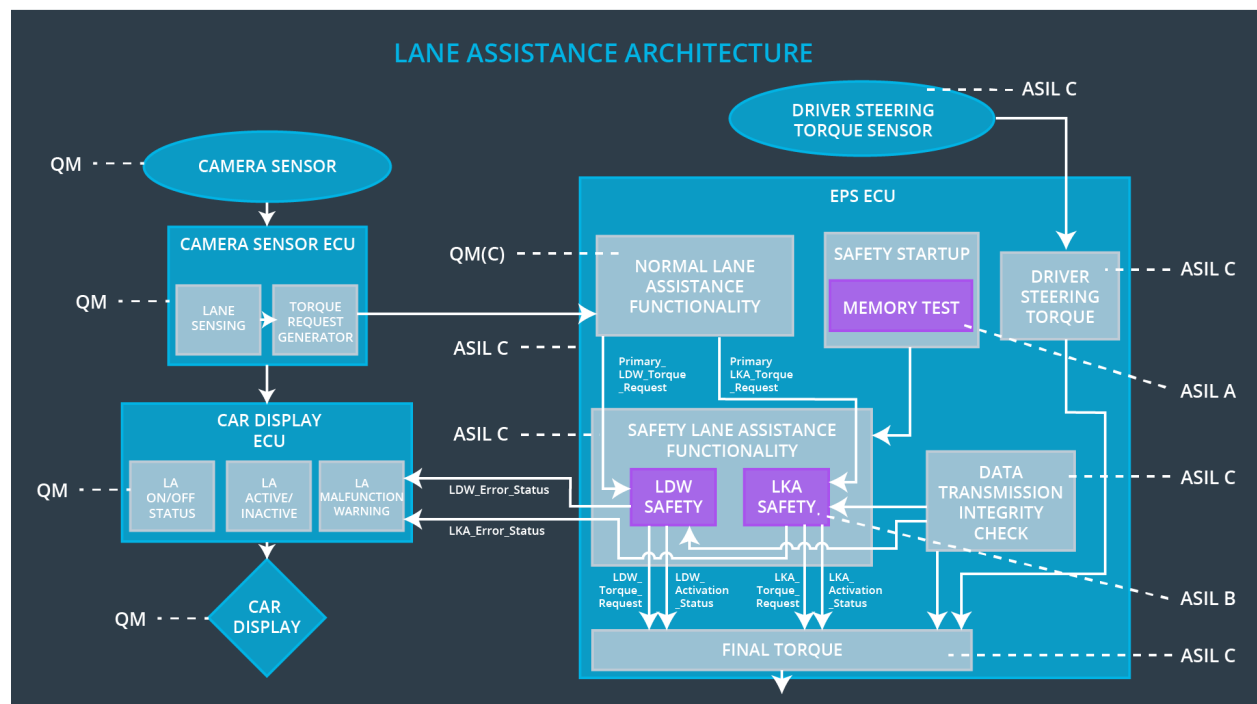 LANE ASSISTANCE ARCHITECTURE
ASIL C
DRIVER STEERING
TORQUE SENSOR
QM
CAMERA SENSOR
EPS ECU
CAMERA SENSOR ECU
QM
LANE
SENSING
TORQUE
REQUEST
GENERATOR
QM(C)
NORMAL LANE
ASSISTANCE
FUNCTIONALITY
SAFETY STARTUP
MEMORY TEST
DRIVER
STEERING
TORQUE
ASIL C
ASIL C
Primary_
LDW_Torque
_Request
Primary
LKA_Torque
_Request
ASIL A
CAR DISPLAY
ECU
QM
LA
ON/OFF
STATUS
LA
ACTIVE/
INACTIVE
LA
MALFUNCTION
WARNING
LDW_Error_Status
LKA_Error_Status
ASIL C
SAFETY LANE ASSISTANCE
FUNCTIONALITY
LDW
SAFETY
LKA
SAFETY
DATA
TRANSMISSION
INTEGRITY
CHECK
ASIL C
LDW_
Torque_
Request
LDW_
Activation
_Status
LKA_
Torque_
Request
LKA_
Activation
_Status
ASIL B
QM
CAR
DISPLAY
FINAL TORQUE
ASIL C